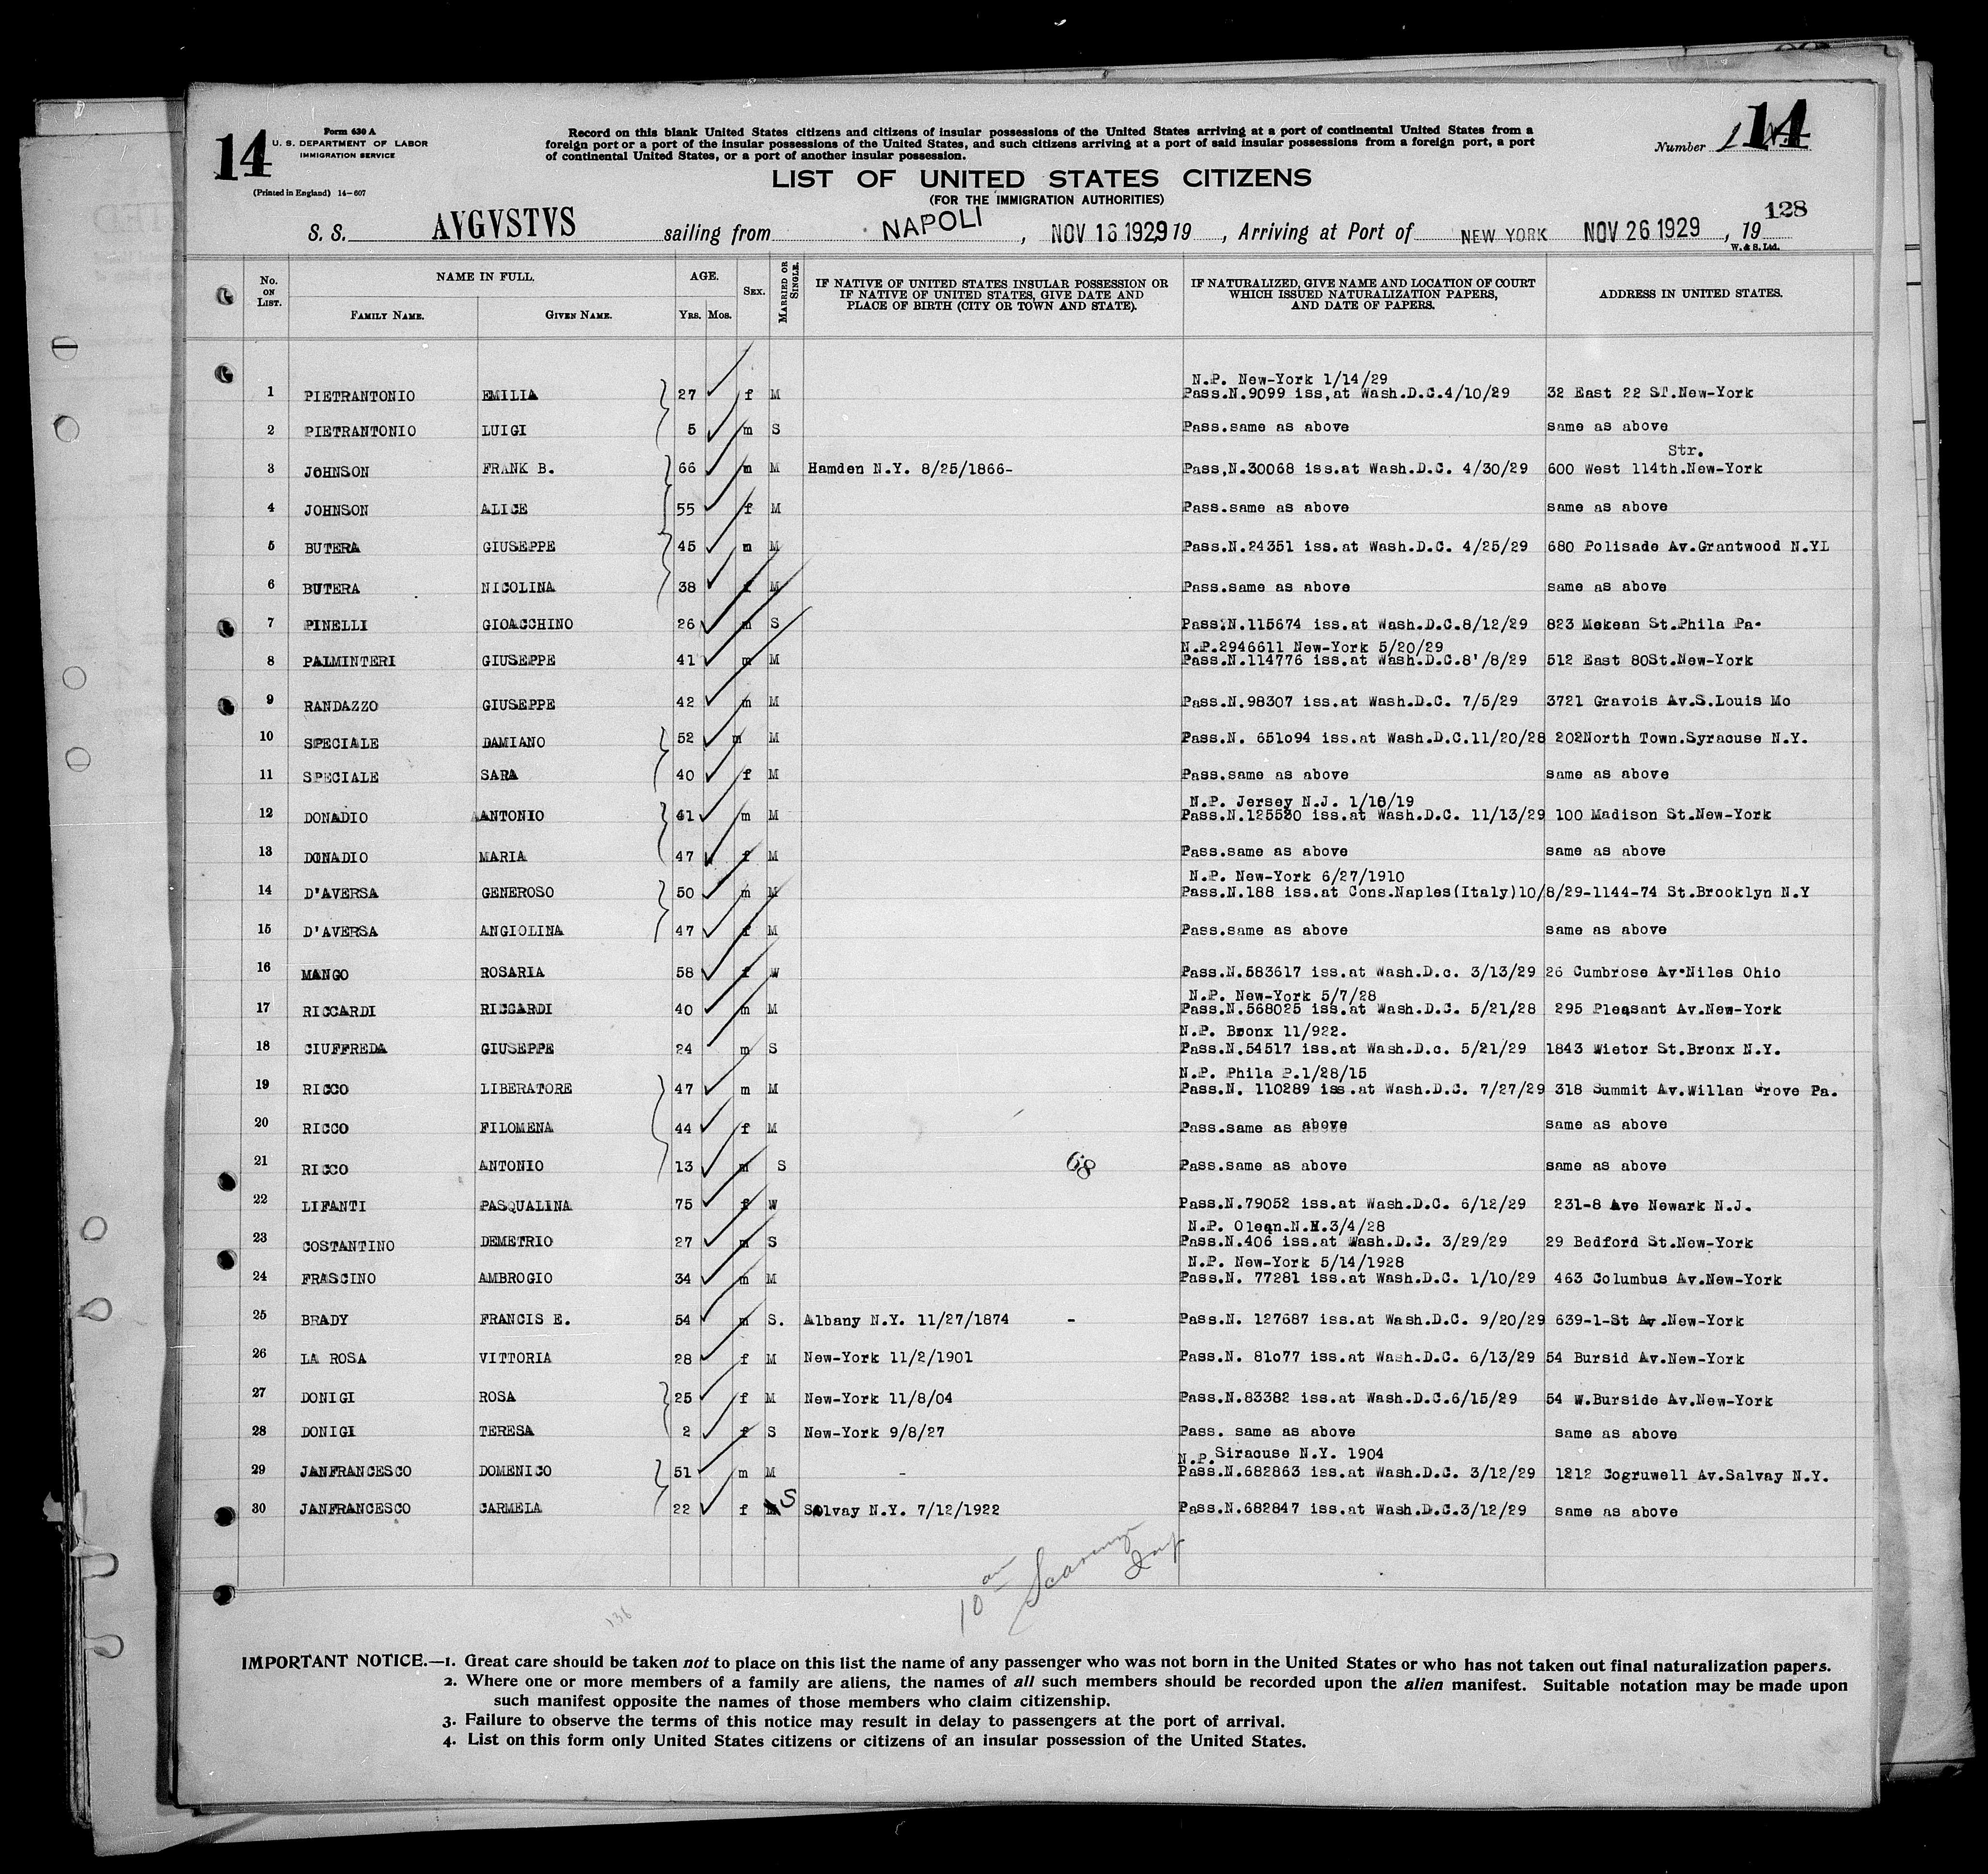 14
Form 630 A
U. S. DEPARTMENT OF LABOR
IMMIGRATION SERVICE
(Printed in England) 14—607
Record on this blank United States citizens and citizens of insular possessions of the United States arriving at a port of continental United States from a
foreign port or a port of the insular possessions of the United States, and such citizens arriving at a port of said insular possessions from a foreign port, a port
of continental United States, or a port of another insular possession.
Number 14
LIST OF UNITED STATES CITIZENS
(FOR THE IMMIGRATION AUTHORITIES)
128
S. S. AVGVSTVS sailing from NAPOLI, NOV 16 1929 19 , Arriving at Port of NEW YORK NOV 26 1929 , 19
W. & S. Ltd.
No. ON LIST. NAME IN FULL. FAMILY NAME. GIVEN NAME. AGE. YRS. MOS. SEX. MARRIED OR SINGLE. IF NATIVE OF UNITED STATES INSULAR POSSESSION OR IF NATIVE OF UNITED STATES, GIVE DATE AND PLACE OF BIRTH (CITY OR TOWN AND STATE). IF NATURALIZED, GIVE NAME AND LOCATION OF COURT WHICH ISSUED NATURALIZATION PAPERS, AND DATE OF PAPERS. ADDRESS IN UNITED STATES.
N.P. New-York 1/14/29
1 PIETRANTONIO EMILIA 27 f M Pass.N.9099 iss,at Wash.D.C.4/10/29 32 East 22 ST.New-York
2 PIETRANTONIO LUIGI 5 m S Pass.same as above same as above
Str.
3 JOHNSON FRANK B. 66 m M Hamden N.Y. 8/25/1866- Pass,N.30068 iss.at Wash.D.C. 4/30/29 600 West 114th.New-York
4 JOHNSON ALICE 55 f M Pass.same as above same as above
5 BUTERA GIUSEPPE 45 m M Pass.N.24351 iss.at Wash.D.C. 4/25/29 680 Polisade Av.Grantwood N.YL
6 BUTERA NICOLINA 38 f M Pass.same as above same as above
7 PINELLI GIOACCHINO 26 m S Pass.N.115674 iss.at Wash.D.C.8/12/29 823 Mekean St.Phila Pa.
N.P.2946611 New-York 5/20/29
8 PALMINTERI GIUSEPPE 41 m M Pass.N.114776 iss.at Wash.D.C.8'/8/29 512 East 80St.New-York
9 RANDAZZO GIUSEPPE 42 m M Pass.N.98307 iss.at Wash.D.C. 7/5/29 3721 Gravois Av.S.Louis Mo
10 SPECIALE DAMIANO 52 m M Pass.N. 651o94 iss.at Wash.D.C.11/20/28 202North Town.Syracuse N.Y.
11 SPECIALE SARA 40 f M Pass.same as above same as above
N.P. Jersey N.J. 1/18/19
12 DONADIO AANTONIO 61 m M Pass.N.125580 iss.at Wash.D.C. 11/13/29 100 Madison St.New-York
13 DONADIO MARIA 47 f M Pass.same as above same as above
N.P. New-York 6/27/1910
14 D'AVERSA GENEROSO 50 m M Pass.N.188 iss.at Cons.Naples(Italy)10/8/29-1144-74 St.Brooklyn N.Y
15 D'AVERSA ANGIOLINA 47 f M Pass.same as above same as above
16 MANGO ROSARIA 58 f W Pass.N.583617 iss.at Wash.D.c. 3/13/29 26 Cumbrose Av.Niles Ohio
N.P. New-York 5/7/28
17 RICCARDI RICCARDI 40 m M Pass.N.568025 iss.at Wash.D.C. 5/21/28 295 Pleasant Av.New-York
N.P. Bronx 11/922.
18 CIUFFREDA GIUSEPPE 24 m S Pass.N.54517 iss.at Wash.D.c. 5/21/29 1843 Wietor St.Bronx N.Y.
N.P. Phila P.1/28/15
19 RICCO LIBERATORE 47 m M Pass.N. 110289 iss.at Wash.D.C. 7/27/29 318 Summit Av.Willan Grove Pa.
20 RICCO FILOMENA 44 f M Pass.same as above same as above
21 RICCO ANTONIO 13 m S 68 Pass.same as above same as above
22 LIFANTI PASQUALINA 75 f W Pass.N.79052 iss.at Wash.D.C. 6/12/29 231-8 Ave Newark N.J.
N.P. Olean.N.H.3/4/28
23 COSTANTINO DEMETRIO 27 m S Pass.N.406 iss.at Wash.D.C. 3/29/29 29 Bedford St.New-York
N.P. New-York 5/14/1928
24 FRASCINO AMBROGIO 34 m M Pass.N. 77281 iss.at Wash.D.C. 1/10/29 463 Columbus Av.New-York
25 BRADY FRANCIS E. 54 m S. Albany N.Y. 11/27/1874 - Pass.N. 127687 iss.at Wash.D.C. 9/20/29 639-1-St Av.New-York
26 LA ROSA VITTORIA 28 f M New-York 11/2/1901 Pass.N. 81o77 iss.at Wash.D.C. 6/13/29 54 Bursid Av.New-York
27 DONIGI ROSA 25 f M New-York 11/8/04 Pass.N.83382 iss.at Wash.D.C.6/15/29 54 W.Burside Av.New-York
28 DONIGI TERESA 2 f S New-York 9/8/27 Pass. same as above same as above
N.P. Siracuse N.Y. 1904
29 JANFRANCESCO DOMENICO 51 m M - Pass.N.682863 iss.at Wash.D.C. 3/12/29 1212 Cogruwell Av.Salvay N.Y.
30 JANFRANCESCO CARMELA 22 f S Solvay N.Y. 7/12/1922 Pass.N.682847 iss.at Wash.D.C.3/12/29 same as above
10 am
136
IMPORTANT NOTICE.—1. Great care should be taken not to place on this list the name of any passenger who was not born in the United States or who has not taken out final naturalization papers.
2. Where one or more members of a family are aliens, the names of all such members should be recorded upon the alien manifest. Suitable notation may be made upon
such manifest opposite the names of those members who claim citizenship.
3. Failure to observe the terms of this notice may result in delay to passengers at the port of arrival.
4. List on this form only United States citizens or citizens of an insular possession of the United States.